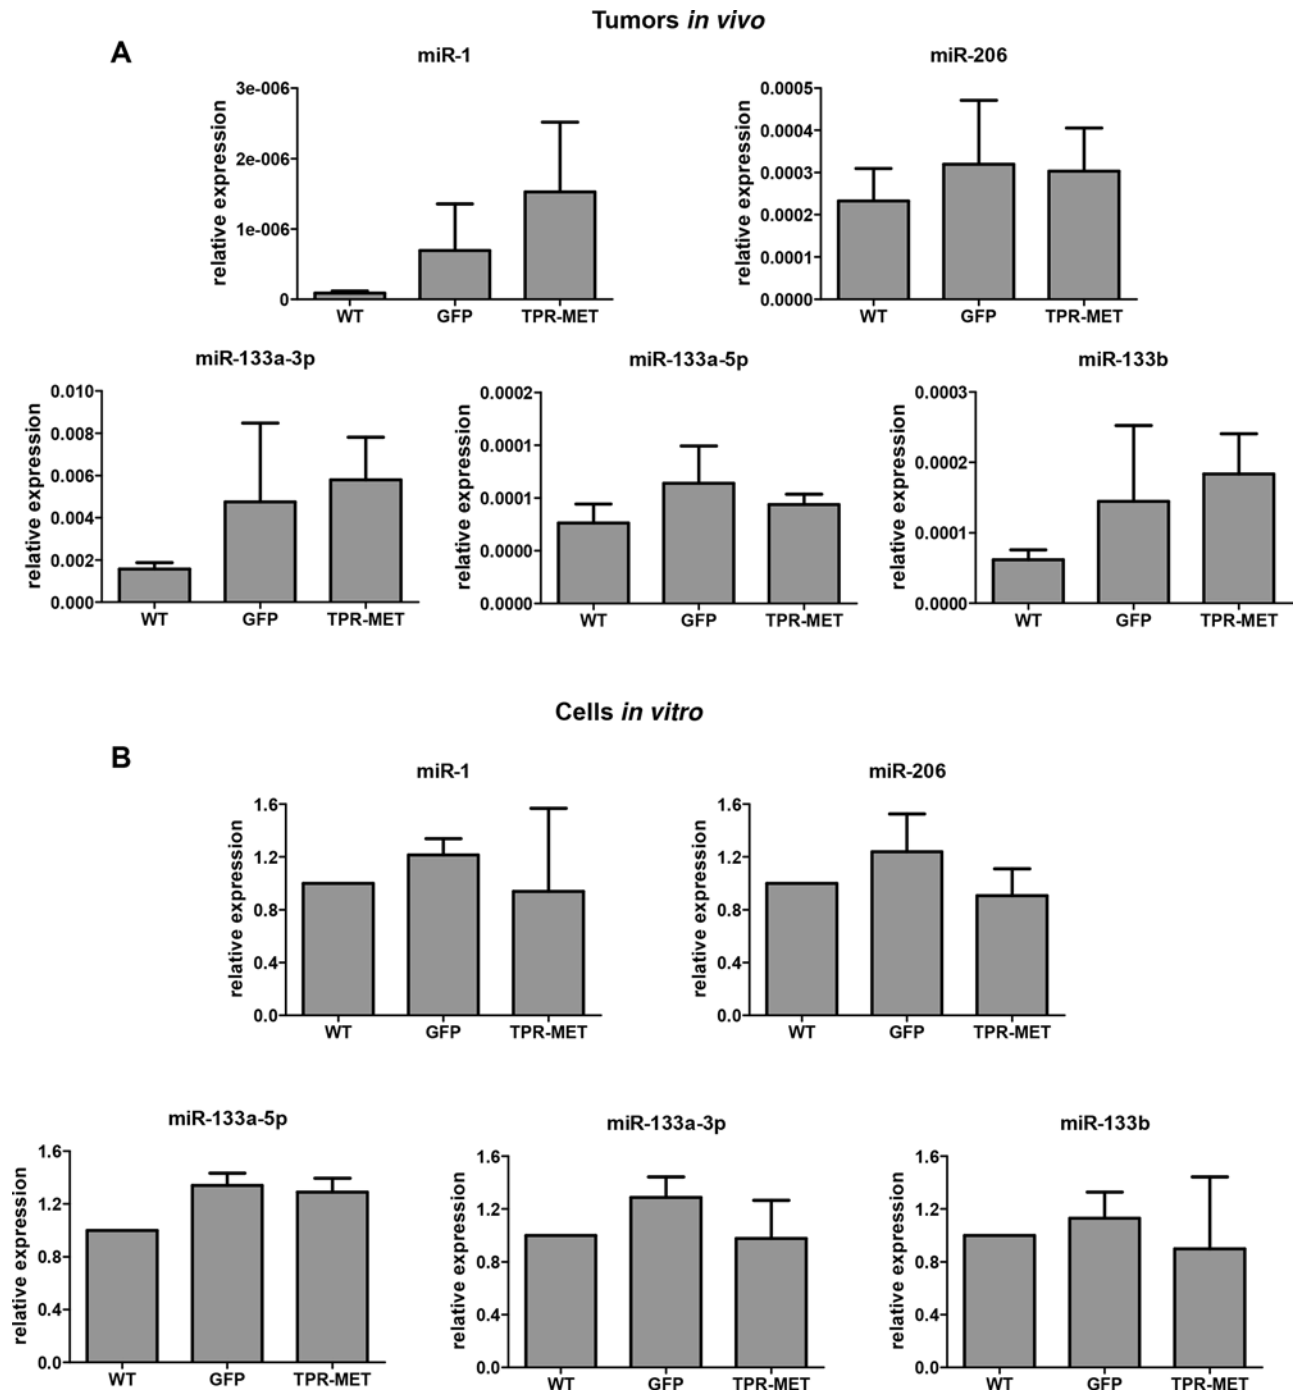 Tumors in vivo
A
miR-1
relative expression
3e-006
2e-006
1e-006
0
WT GFP TPR-MET
miR-206
relative expression
0.0005
0.0004
0.0003
0.0002
0.0001
0.0000
WT GFP TPR-MET
miR-133a-3p
relative expression
0.010
0.008
0.006
0.004
0.002
0.000
WT GFP TPR-MET
miR-133a-5p
relative expression
0.0002
0.0001
0.0001
0.0000
0.0000
WT GFP TPR-MET
miR-133b
relative expression
0.0003
0.0002
0.0001
0.0000
WT GFP TPR-MET
Cells in vitro
B
miR-1
relative expression
1.6
1.2
0.8
0.4
0.0
WT GFP TPR-MET
miR-206
relative expression
1.6
1.2
0.8
0.4
0.0
WT GFP TPR-MET
miR-133a-5p
relative expression
1.6
1.2
0.8
0.4
0.0
WT GFP TPR-MET
miR-133a-3p
relative expression
1.6
1.2
0.8
0.4
0.0
WT GFP TPR-MET
miR-133b
relative expression
1.6
1.2
0.8
0.4
0.0
WT GFP TPR-MET